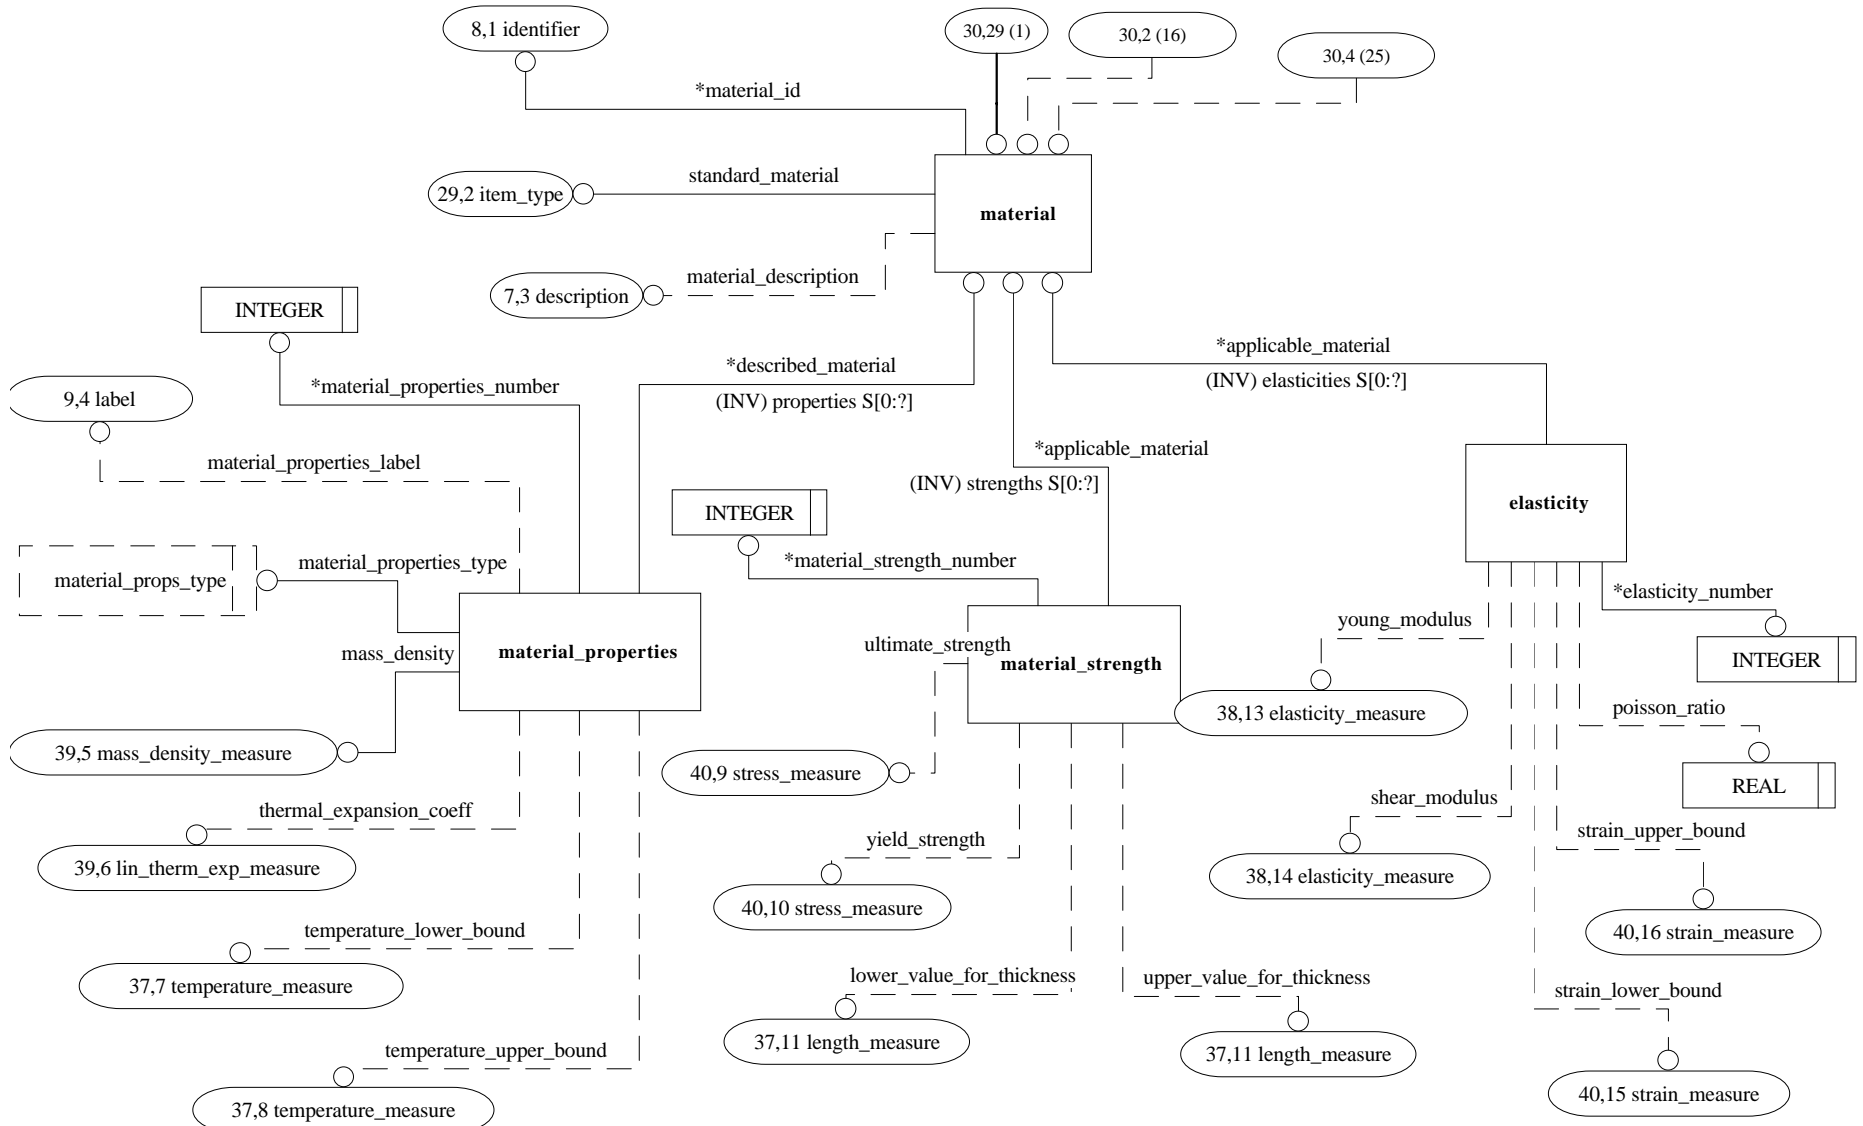 8,1 identifier
30,29 (1)
30,2 (16)
30,4 (25)
*material_id
standard_material
29,2 item_type
material
material_description
7,3 description
INTEGER
*described_material
(INV) properties S[0:?]
*applicable_material
(INV) elasticities S[0:?]
*material_properties_number
9,4 label
material_properties_label
*applicable_material
(INV) strengths S[0:?]
INTEGER
elasticity
material_properties_type
material_props_type
*material_strength_number
*elasticity_number
young_modulus
mass_density
material_properties
ultimate_strength
material_strength
INTEGER
38,13 elasticity_measure
poisson_ratio
39,5 mass_density_measure
40,9 stress_measure
REAL
thermal_expansion_coeff
shear_modulus
strain_upper_bound
yield_strength
39,6 lin_therm_exp_measure
38,14 elasticity_measure
40,10 stress_measure
temperature_lower_bound
40,16 strain_measure
lower_value_for_thickness
upper_value_for_thickness
37,7 temperature_measure
strain_lower_bound
37,11 length_measure
37,11 length_measure
temperature_upper_bound
40,15 strain_measure
37,8 temperature_measure